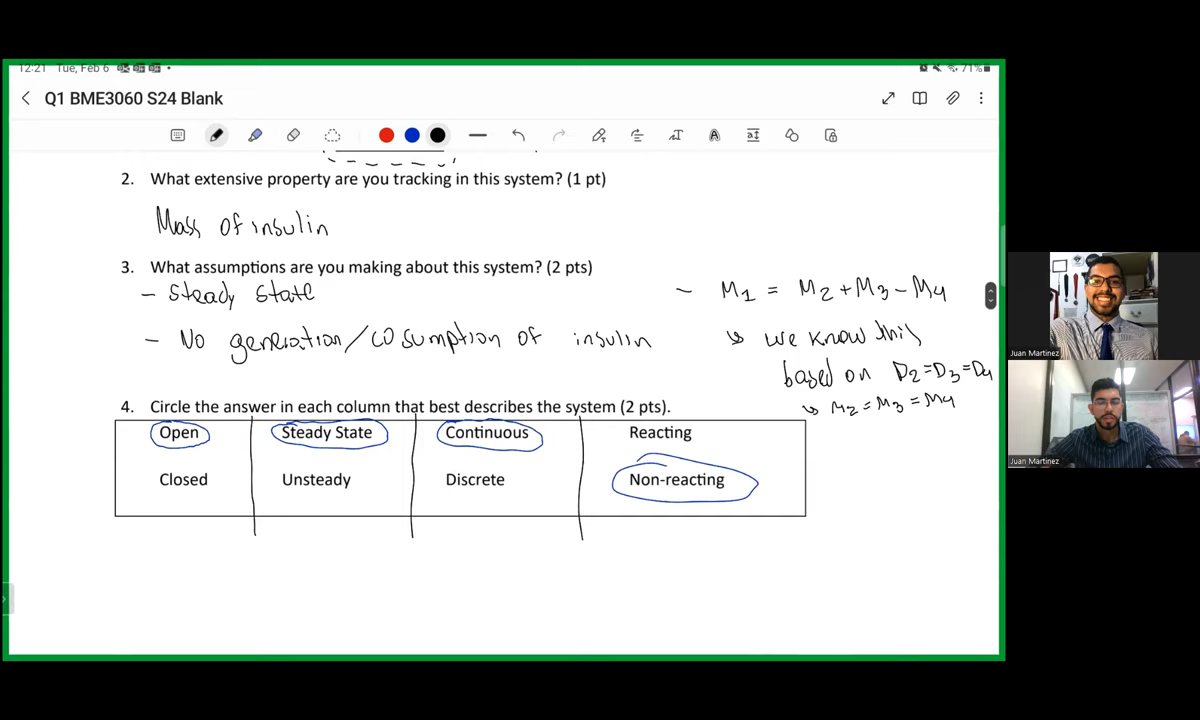 12:21 Tue, Feb 6
71%
Q1 BME3060 S24 Blank
2. What extensive property are you tracking in this system? (1 pt)
Mass of insulin
3. What assumptions are you making about this system? (2 pts)
- Steady State
- No generation/cosumption of insulin
- M1 = M2 + M3 - M4
↳ we know this
based on D2=D3=D4
↳ M2 = M3 = M4
4. Circle the answer in each column that best describes the system (2 pts).
Open Steady State Continuous Reacting
Closed Unsteady Discrete Non-reacting
Juan Martinez
Juan Martinez